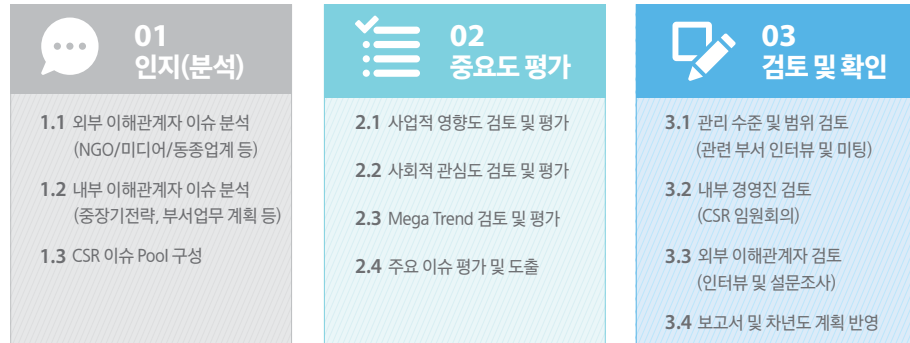 01
인지(분석)
1.1 외부 이해관계자 이슈 분석
(NGO/미디어/동종업계 등)
1.2 내부 이해관계자 이슈 분석
(중장기전략, 부서업무 계획 등)
1.3 CSR 이슈 Pool 구성
02
중요도 평가
2.1 사업적 영향도 검토 및 평가
2.2 사회적 관심도 검토 및 평가
2.3 Mega Trend 검토 및 평가
2.4 주요 이슈 평가 및 도출
03
검토 및 확인
3.1 관리 수준 및 범위 검토
(관련 부서 인터뷰 및 미팅)
3.2 내부 경영진 검토
(CSR 임원회의)
3.3 외부 이해관계자 검토
(인터뷰 및 설문조사)
3.4 보고서 및 차년도 계획 반영